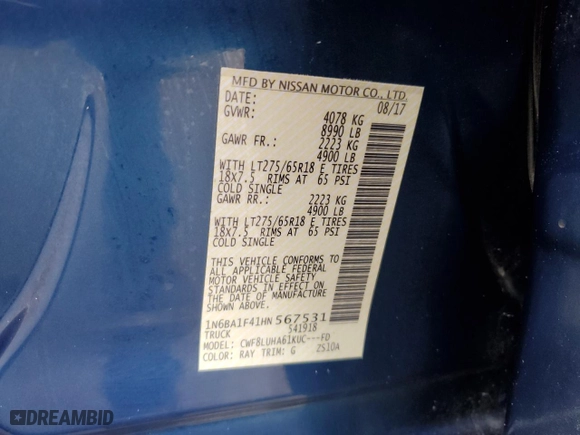 MFD BY NISSAN MOTOR CO., LTD.
DATE: 08/17
GVWR: 4078 KG
8990 LB
GAWR FR.: 2223 KG
4900 LB
WITH LT275/65R18 E TIRES
18X7.5 RIMS AT 65 PSI
COLD SINGLE
GAWR RR.: 2223 KG
4900 LB
WITH LT275/65R18 E TIRES
18X7.5 RIMS AT 65 PSI
COLD SINGLE
THIS VEHICLE CONFORMS TO
ALL APPLICABLE FEDERAL
MOTOR VEHICLE SAFETY
STANDARDS IN EFFECT ON
THE DATE OF MANUFACTURE
SHOWN ABOVE.
1N6BA1F41HN567531
TRUCK S41918
MODEL: CWF8LUHA61KUC---FD
COLOR: RAY TRIM: G ZS10A
DREAMBID